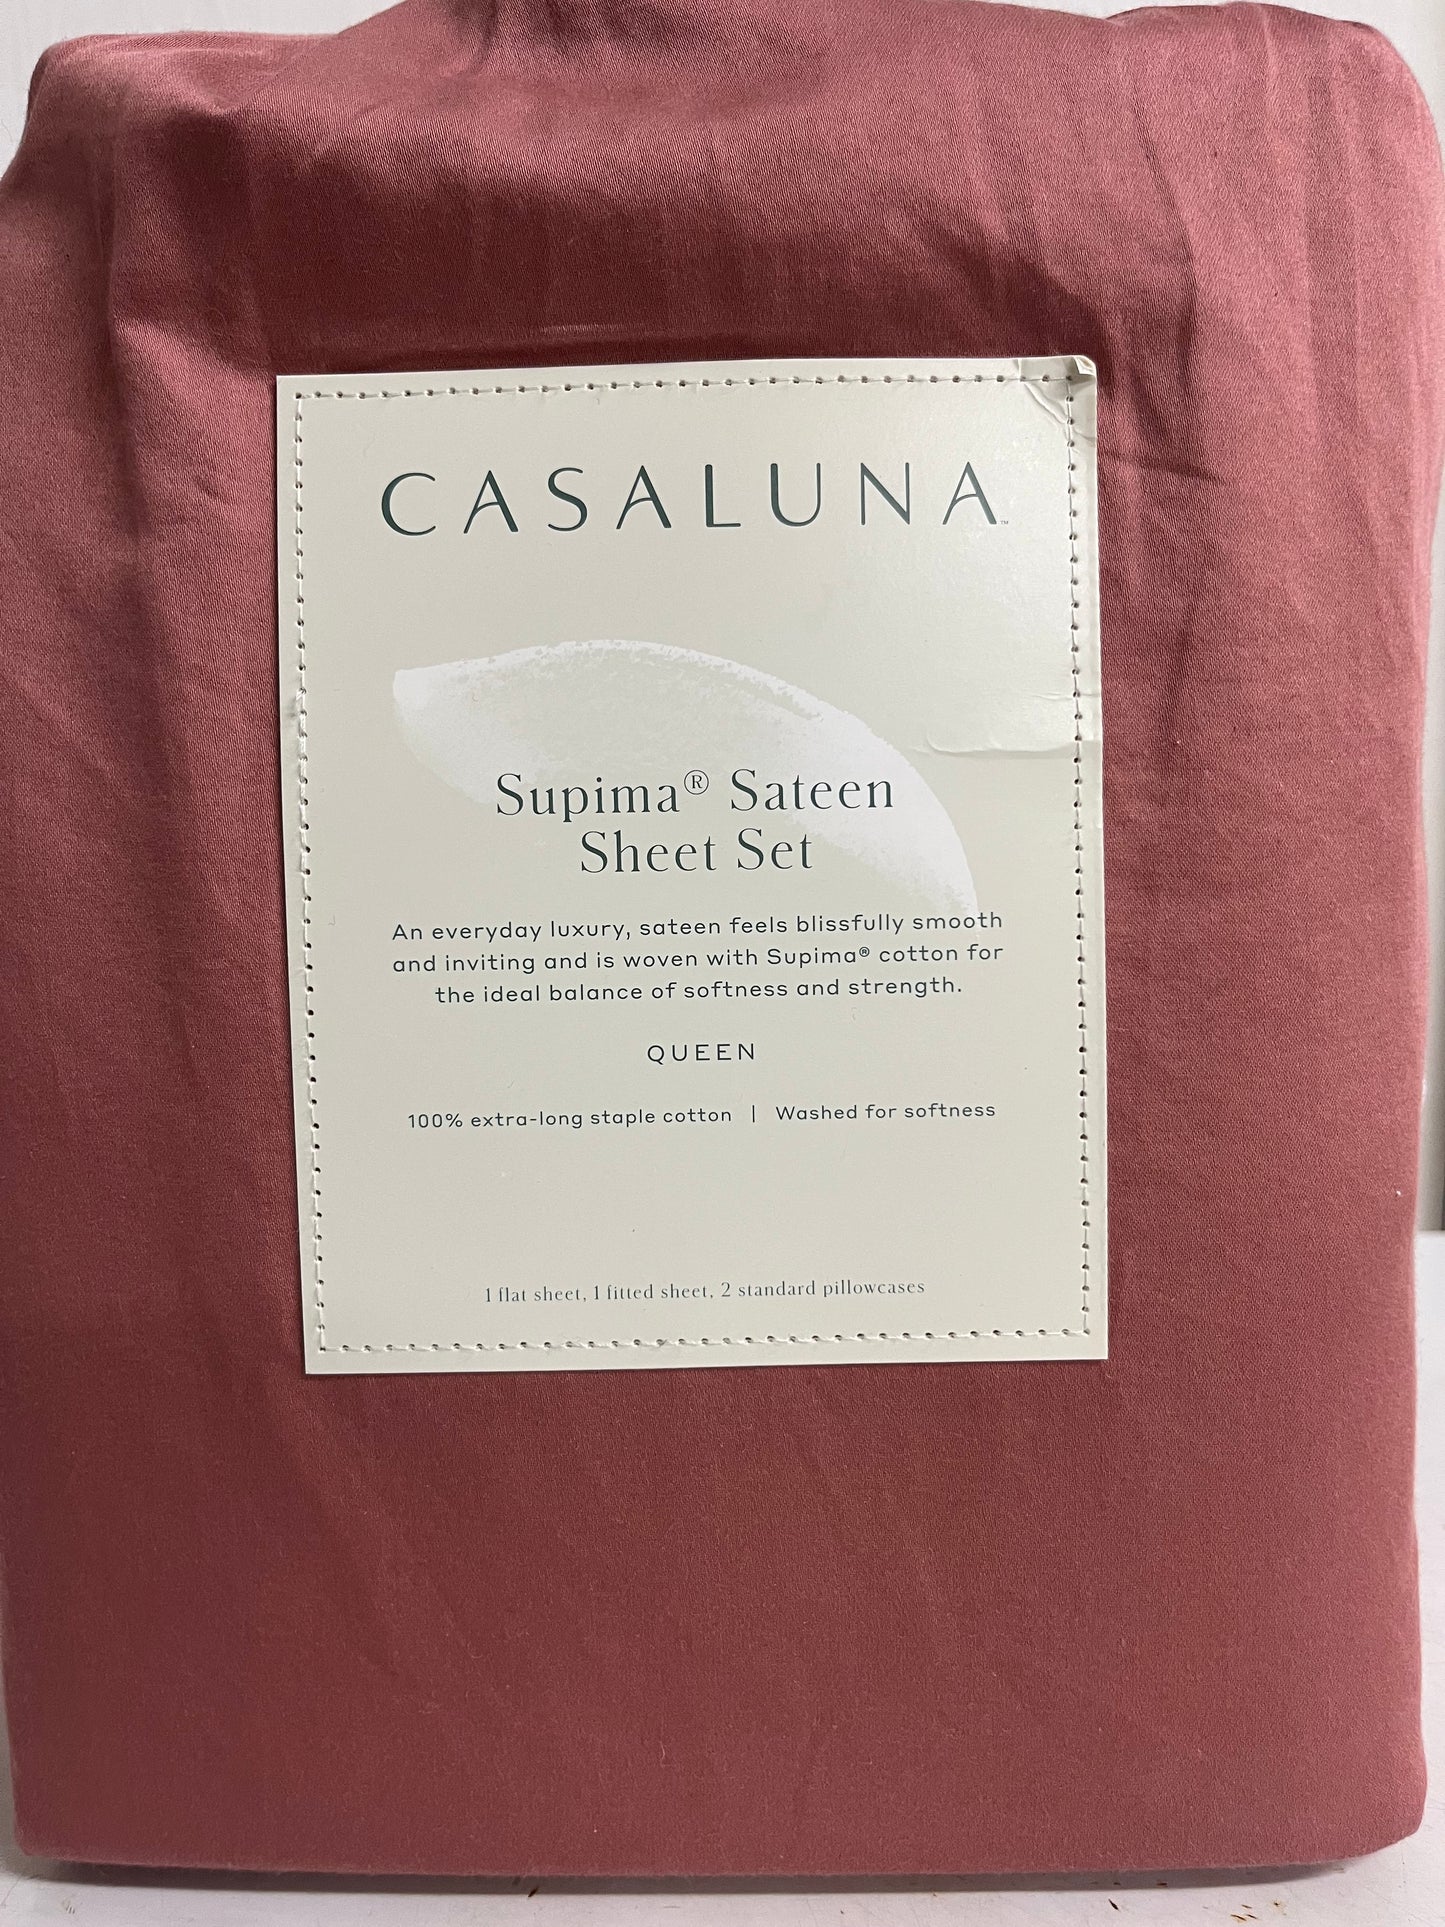 CASALUNA™
Supima® Sateen
Sheet Set
An everyday luxury, sateen feels blissfully smooth
and inviting and is woven with Supima® cotton for
the ideal balance of softness and strength.
QUEEN
100% extra-long staple cotton | Washed for softness
1 flat sheet, 1 fitted sheet, 2 standard pillowcases